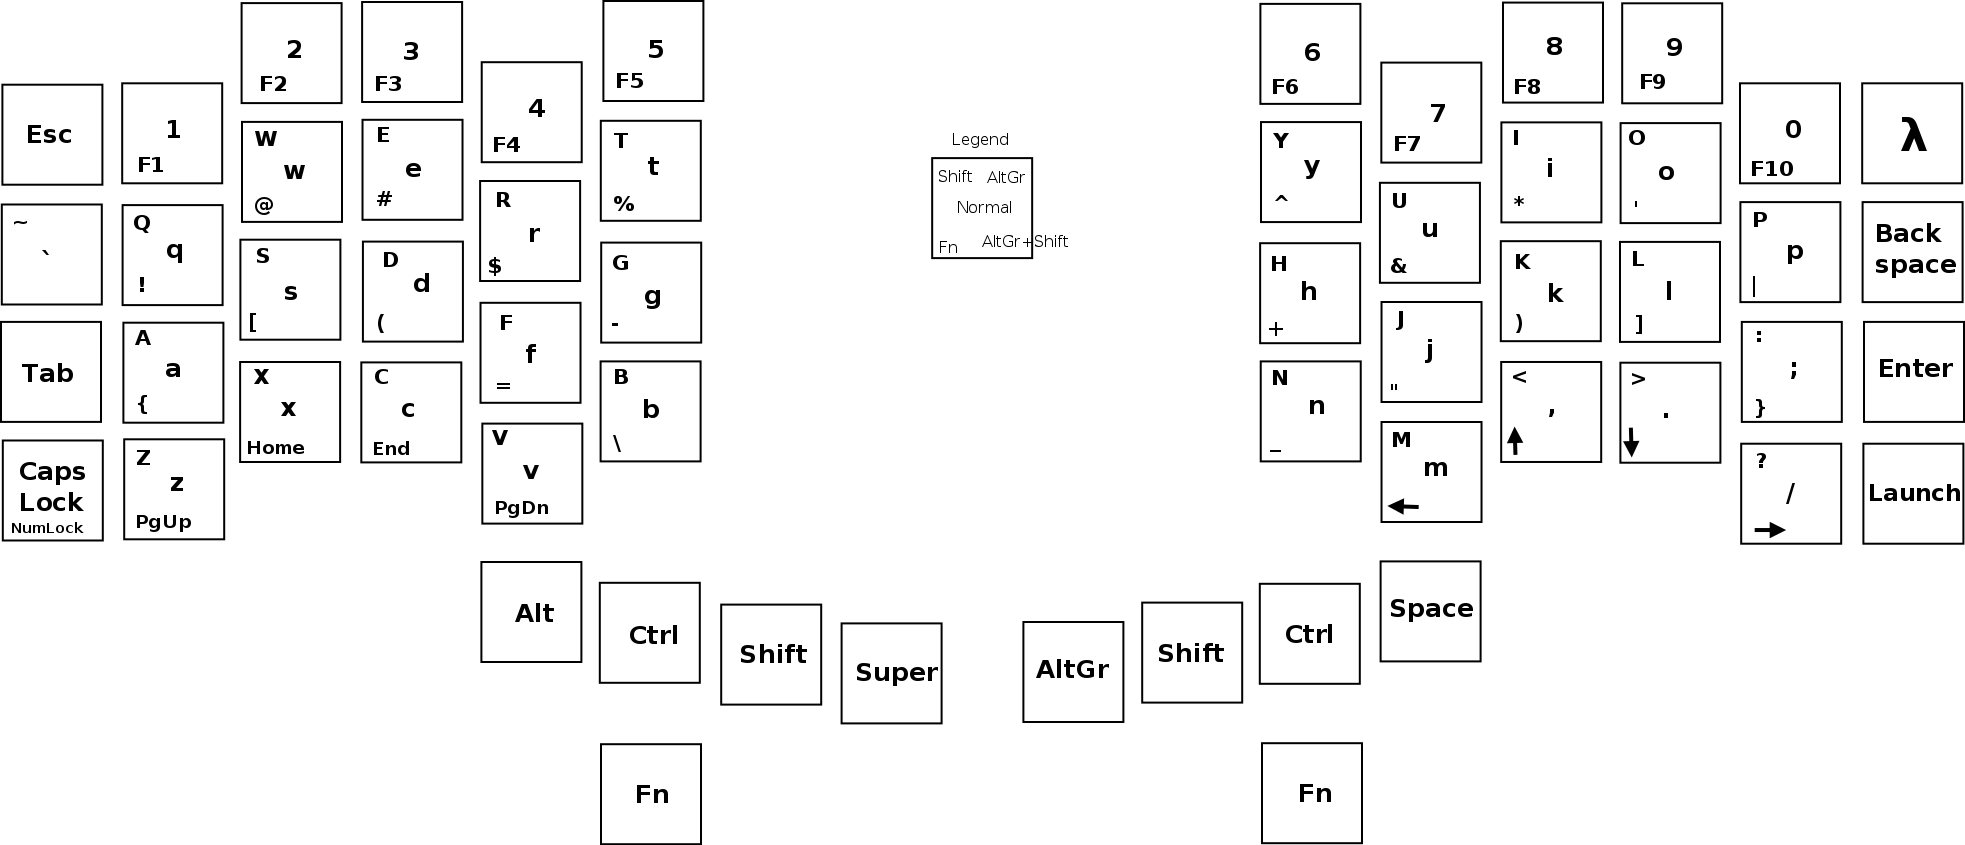 Esc
1
F1
2
F2
3
F3
4
F4
5
F5
6
F6
7
F7
8
F8
9
F9
0
F10
λ
~
`
Q
q
!
W
w
@
E
e
#
R
r
$
T
t
%
Legend
Shift AltGr
Normal
Fn AltGr+Shift
Y
y
^
U
u
&
I
i
*
O
o
'
P
p
|
Back
space
Tab
A
a
{
S
s
[
D
d
(
F
f
=
G
g
-
H
h
+
J
j
"
K
k
)
L
l
]
:
;
}
Enter
Caps
Lock
NumLock
Z
z
PgUp
X
x
Home
C
c
End
V
v
PgDn
B
b
\
N
n
_
M
m
←
<
,
↑
>
.
↓
?
/
→
Launch
Alt
Ctrl
Shift
Super
AltGr
Shift
Ctrl
Space
Fn
Fn